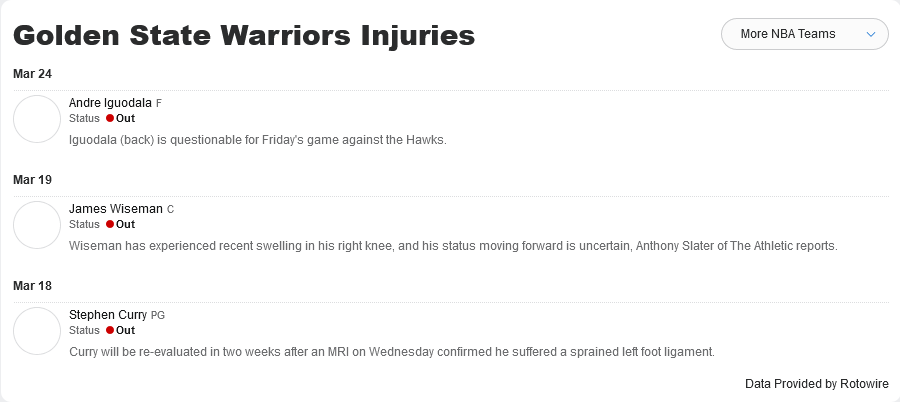 Golden State Warriors Injuries
More NBA Teams
Mar 24
Andre Iguodala F
Status Out
Iguodala (back) is questionable for Friday's game against the Hawks.
Mar 19
James Wiseman C
Status Out
Wiseman has experienced recent swelling in his right knee, and his status moving forward is uncertain, Anthony Slater of The Athletic reports.
Mar 18
Stephen Curry PG
Status Out
Curry will be re-evaluated in two weeks after an MRI on Wednesday confirmed he suffered a sprained left foot ligament.
Data Provided by Rotowire